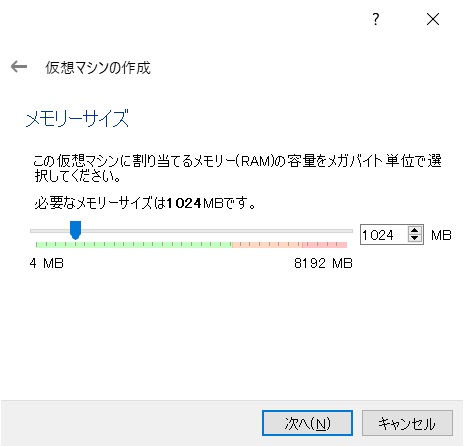 ?
仮想マシンの作成
メモリーサイズ
この仮想マシンに割り当てるメモリー(RAM)の容量をメガバイト単位で選
択してください。
必要なメモリーサイズは1024MBです。
1024 MB
4 MB 8192 MB
次へ(N) キャンセル